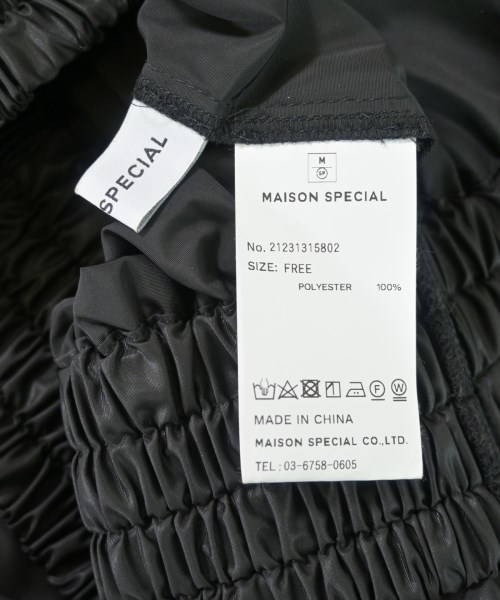 SPECIAL
M
SP
MAISON SPECIAL
No. 21231315802
SIZE: FREE
POLYESTER 100%
F W
MADE IN CHINA
MAISON SPECIAL CO.,LTD.
TEL : 03-6758-0605